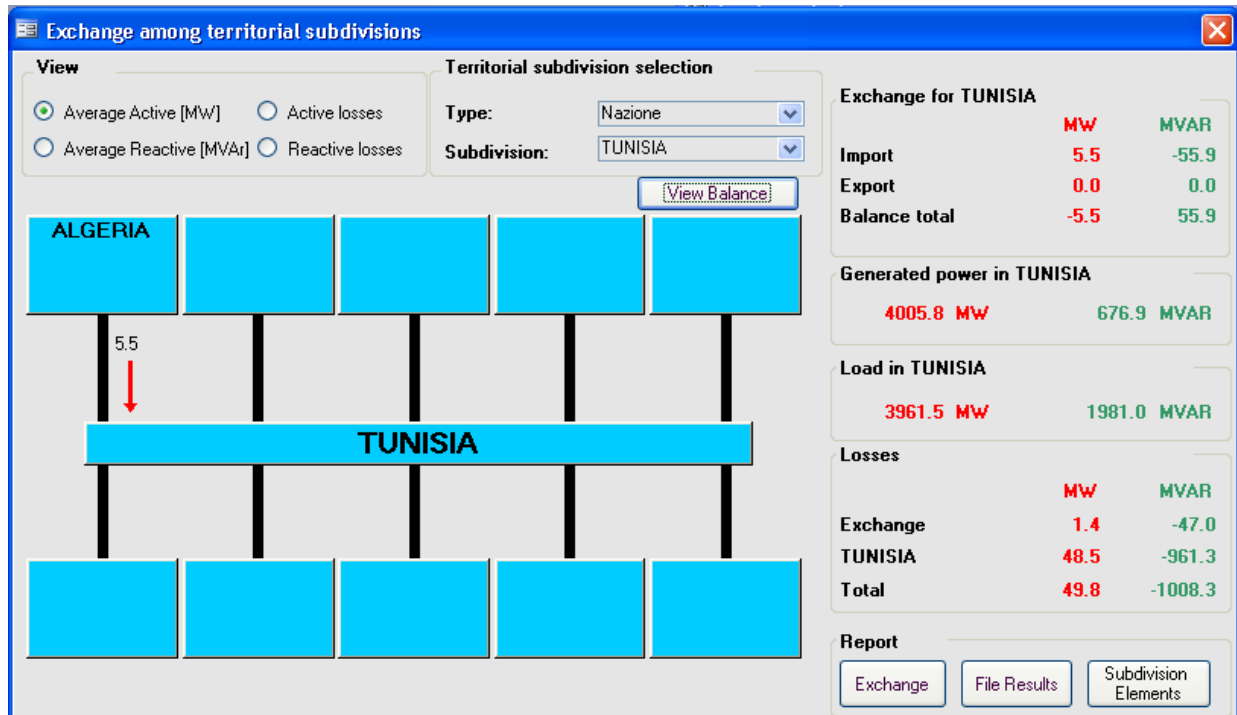 Exchange among territorial subdivisions
View
Average Active [MW] Active losses
Average Reactive [MVAr] Reactive losses
Territorial subdivision selection
Type: Nazione
Subdivision: TUNISIA
View Balance
ALGERIA
5.5
TUNISIA
Exchange for TUNISIA
MW MVAR
Import 5.5 -55.9
Export 0.0 0.0
Balance total -5.5 55.9
Generated power in TUNISIA
4005.8 MW 676.9 MVAR
Load in TUNISIA
3961.5 MW 1981.0 MVAR
Losses
MW MVAR
Exchange 1.4 -47.0
TUNISIA 48.5 -961.3
Total 49.8 -1008.3
Report
Exchange File Results Subdivision
Elements